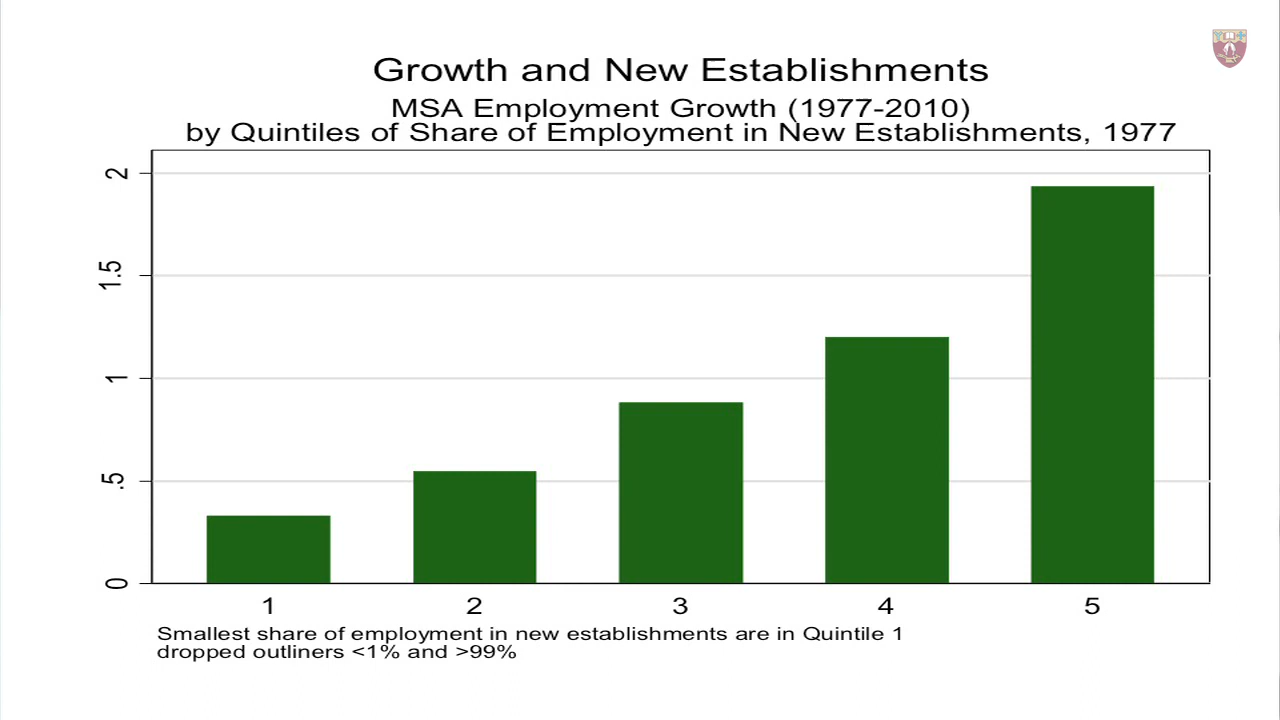 Growth and New Establishments
MSA Employment Growth (1977-2010)
by Quintiles of Share of Employment in New Establishments, 1977
2
1.5
1
.5
0
1 2 3 4 5
Smallest share of employment in new establishments are in Quintile 1
dropped outliners <1% and >99%